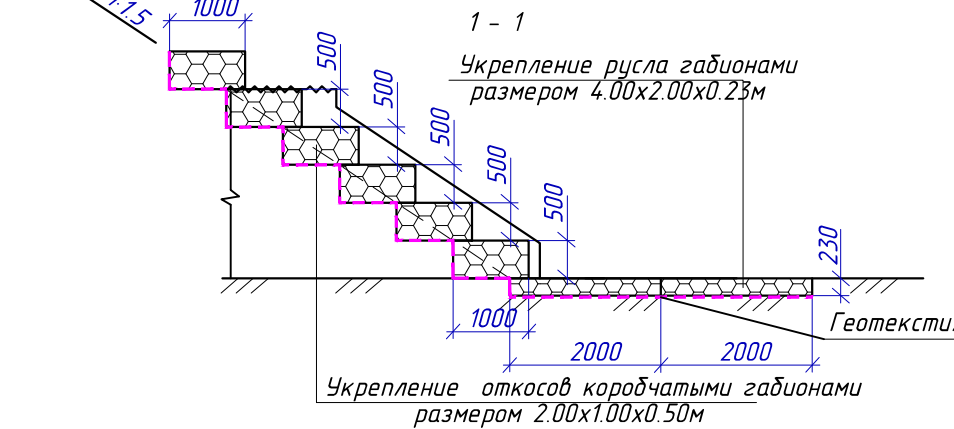 1:1.5
1000
1 - 1
Укрепление русла габионами
размером 4.00х2.00х0.23м
500
500
500
500
500
230
1000
2000
2000
Укрепление откосов коробчатыми габионами
размером 2.00х1.00х0.50м